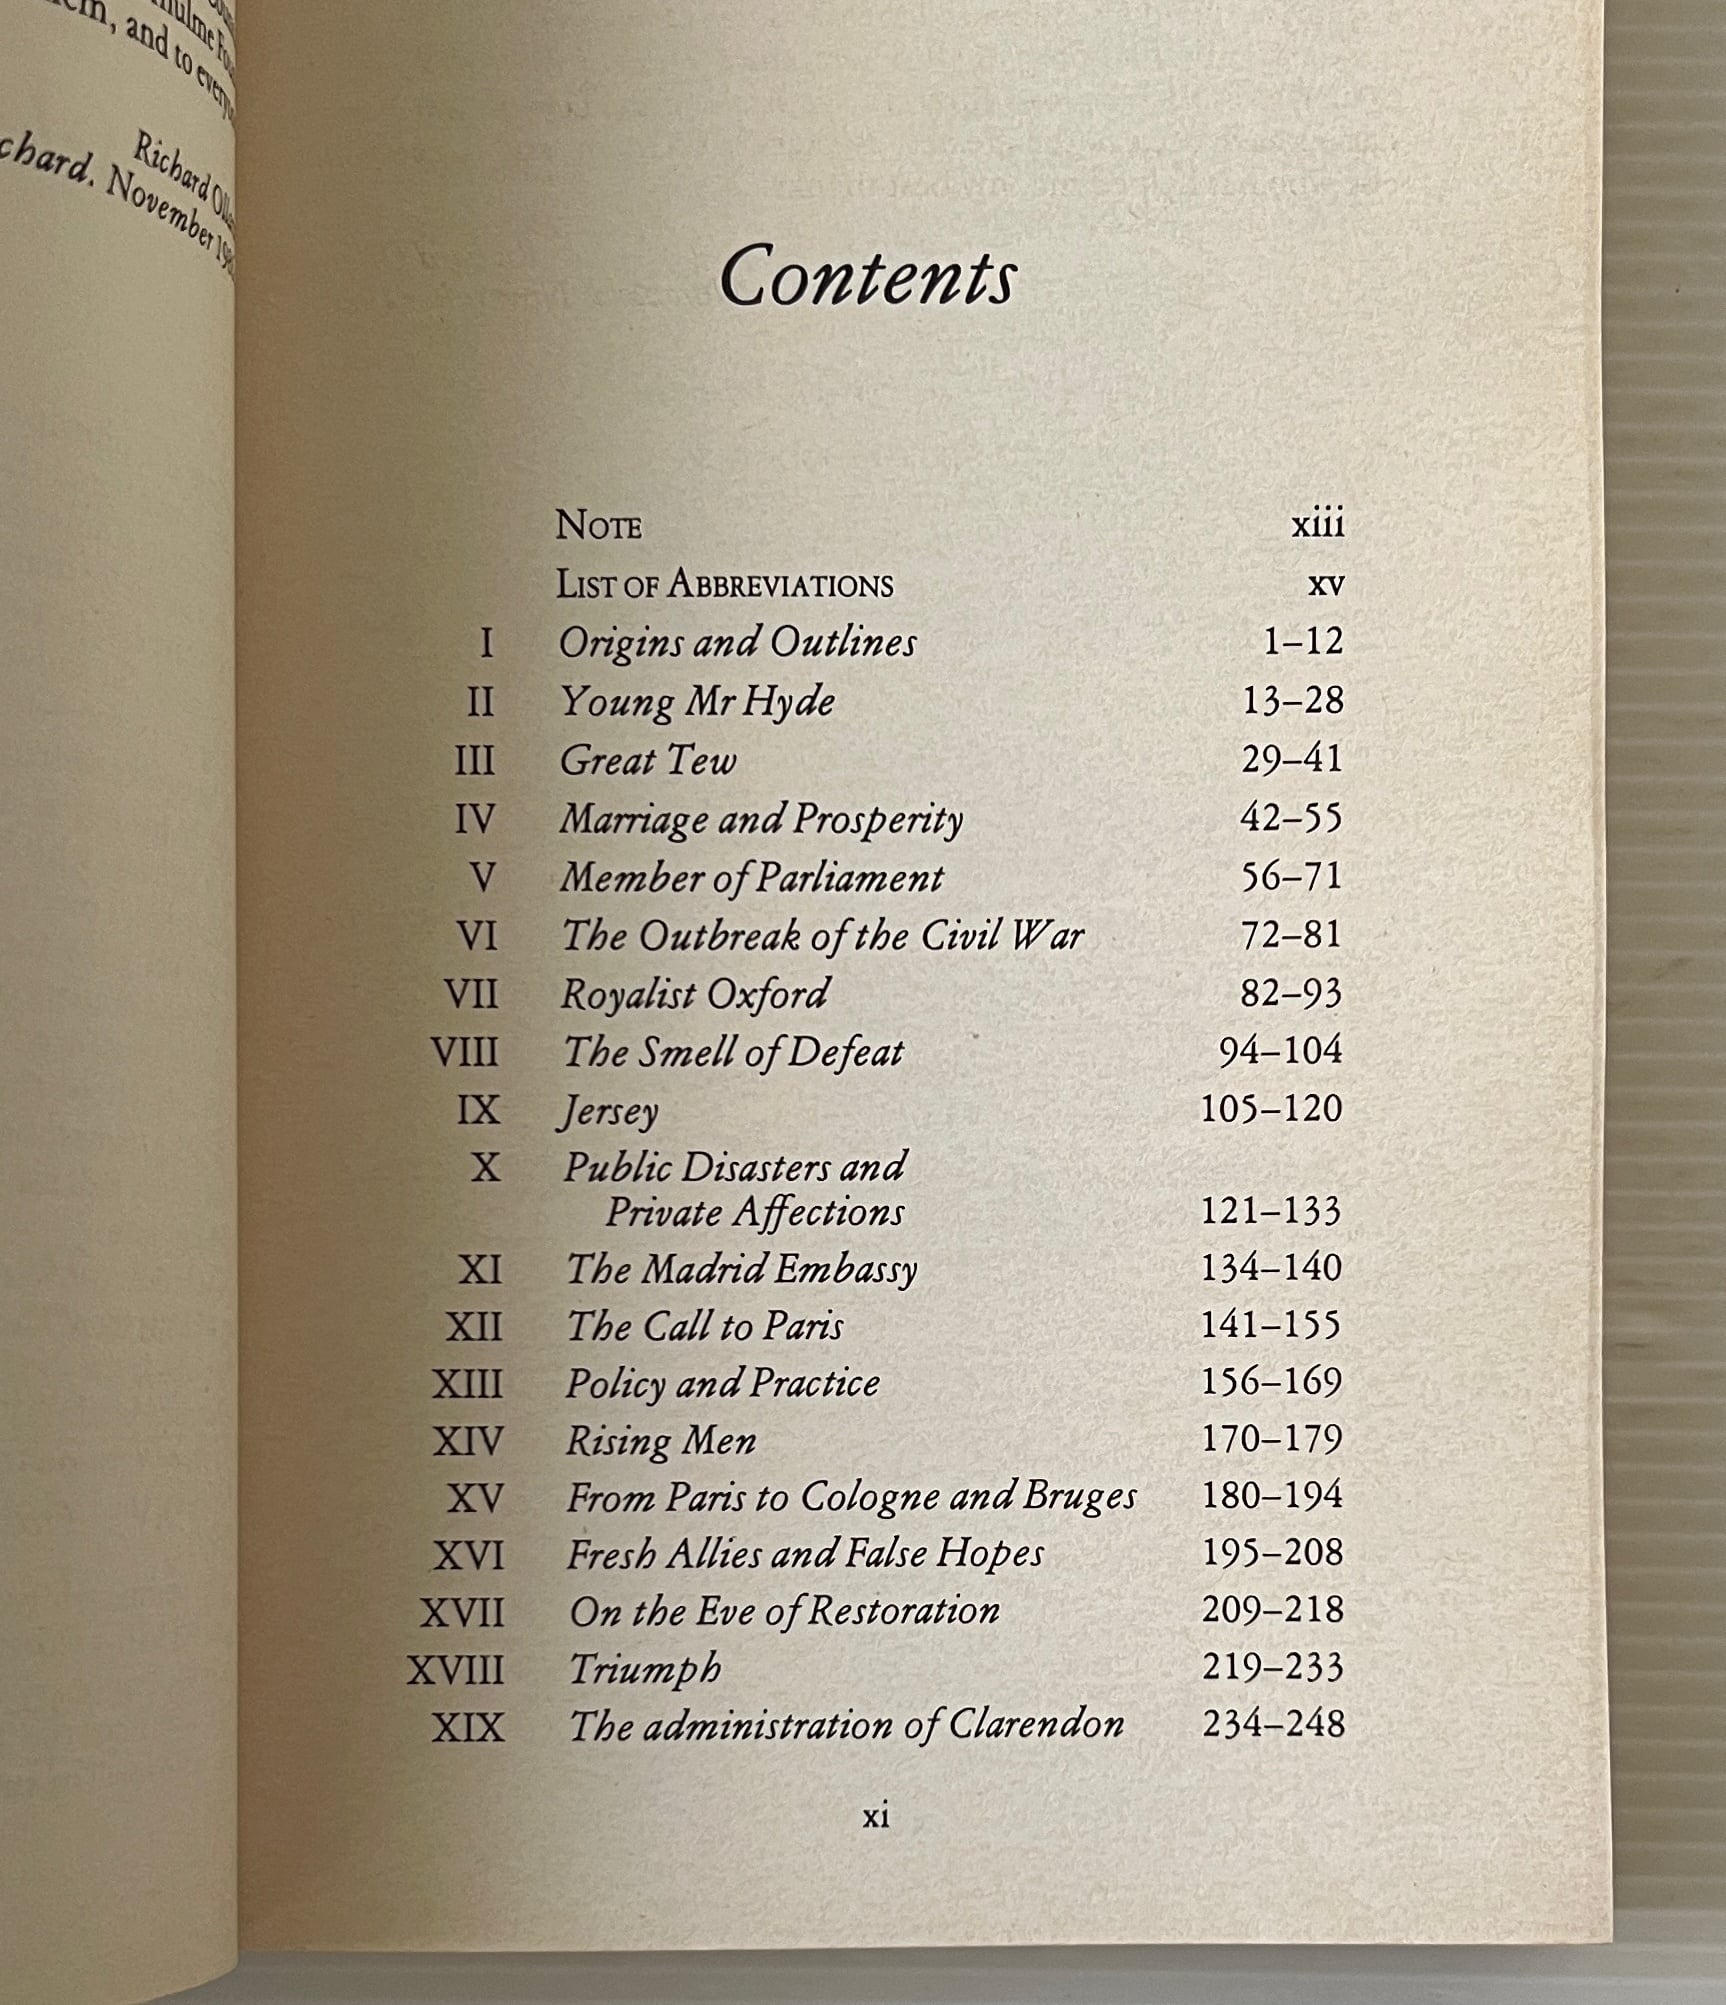 hem, and to
Richard
November
Contents
NOTE xiii
LIST OF ABBREVIATIONS xv
I Origins and Outlines 1–12
II Young Mr Hyde 13–28
III Great Tew 29–41
IV Marriage and Prosperity 42–55
V Member of Parliament 56–71
VI The Outbreak of the Civil War 72–81
VII Royalist Oxford 82–93
VIII The Smell of Defeat 94–104
IX Jersey 105–120
X Public Disasters and
Private Affections 121–133
XI The Madrid Embassy 134–140
XII The Call to Paris 141–155
XIII Policy and Practice 156–169
XIV Rising Men 170–179
XV From Paris to Cologne and Bruges 180–194
XVI Fresh Allies and False Hopes 195–208
XVII On the Eve of Restoration 209–218
XVIII Triumph 219–233
XIX The administration of Clarendon 234–248
xi